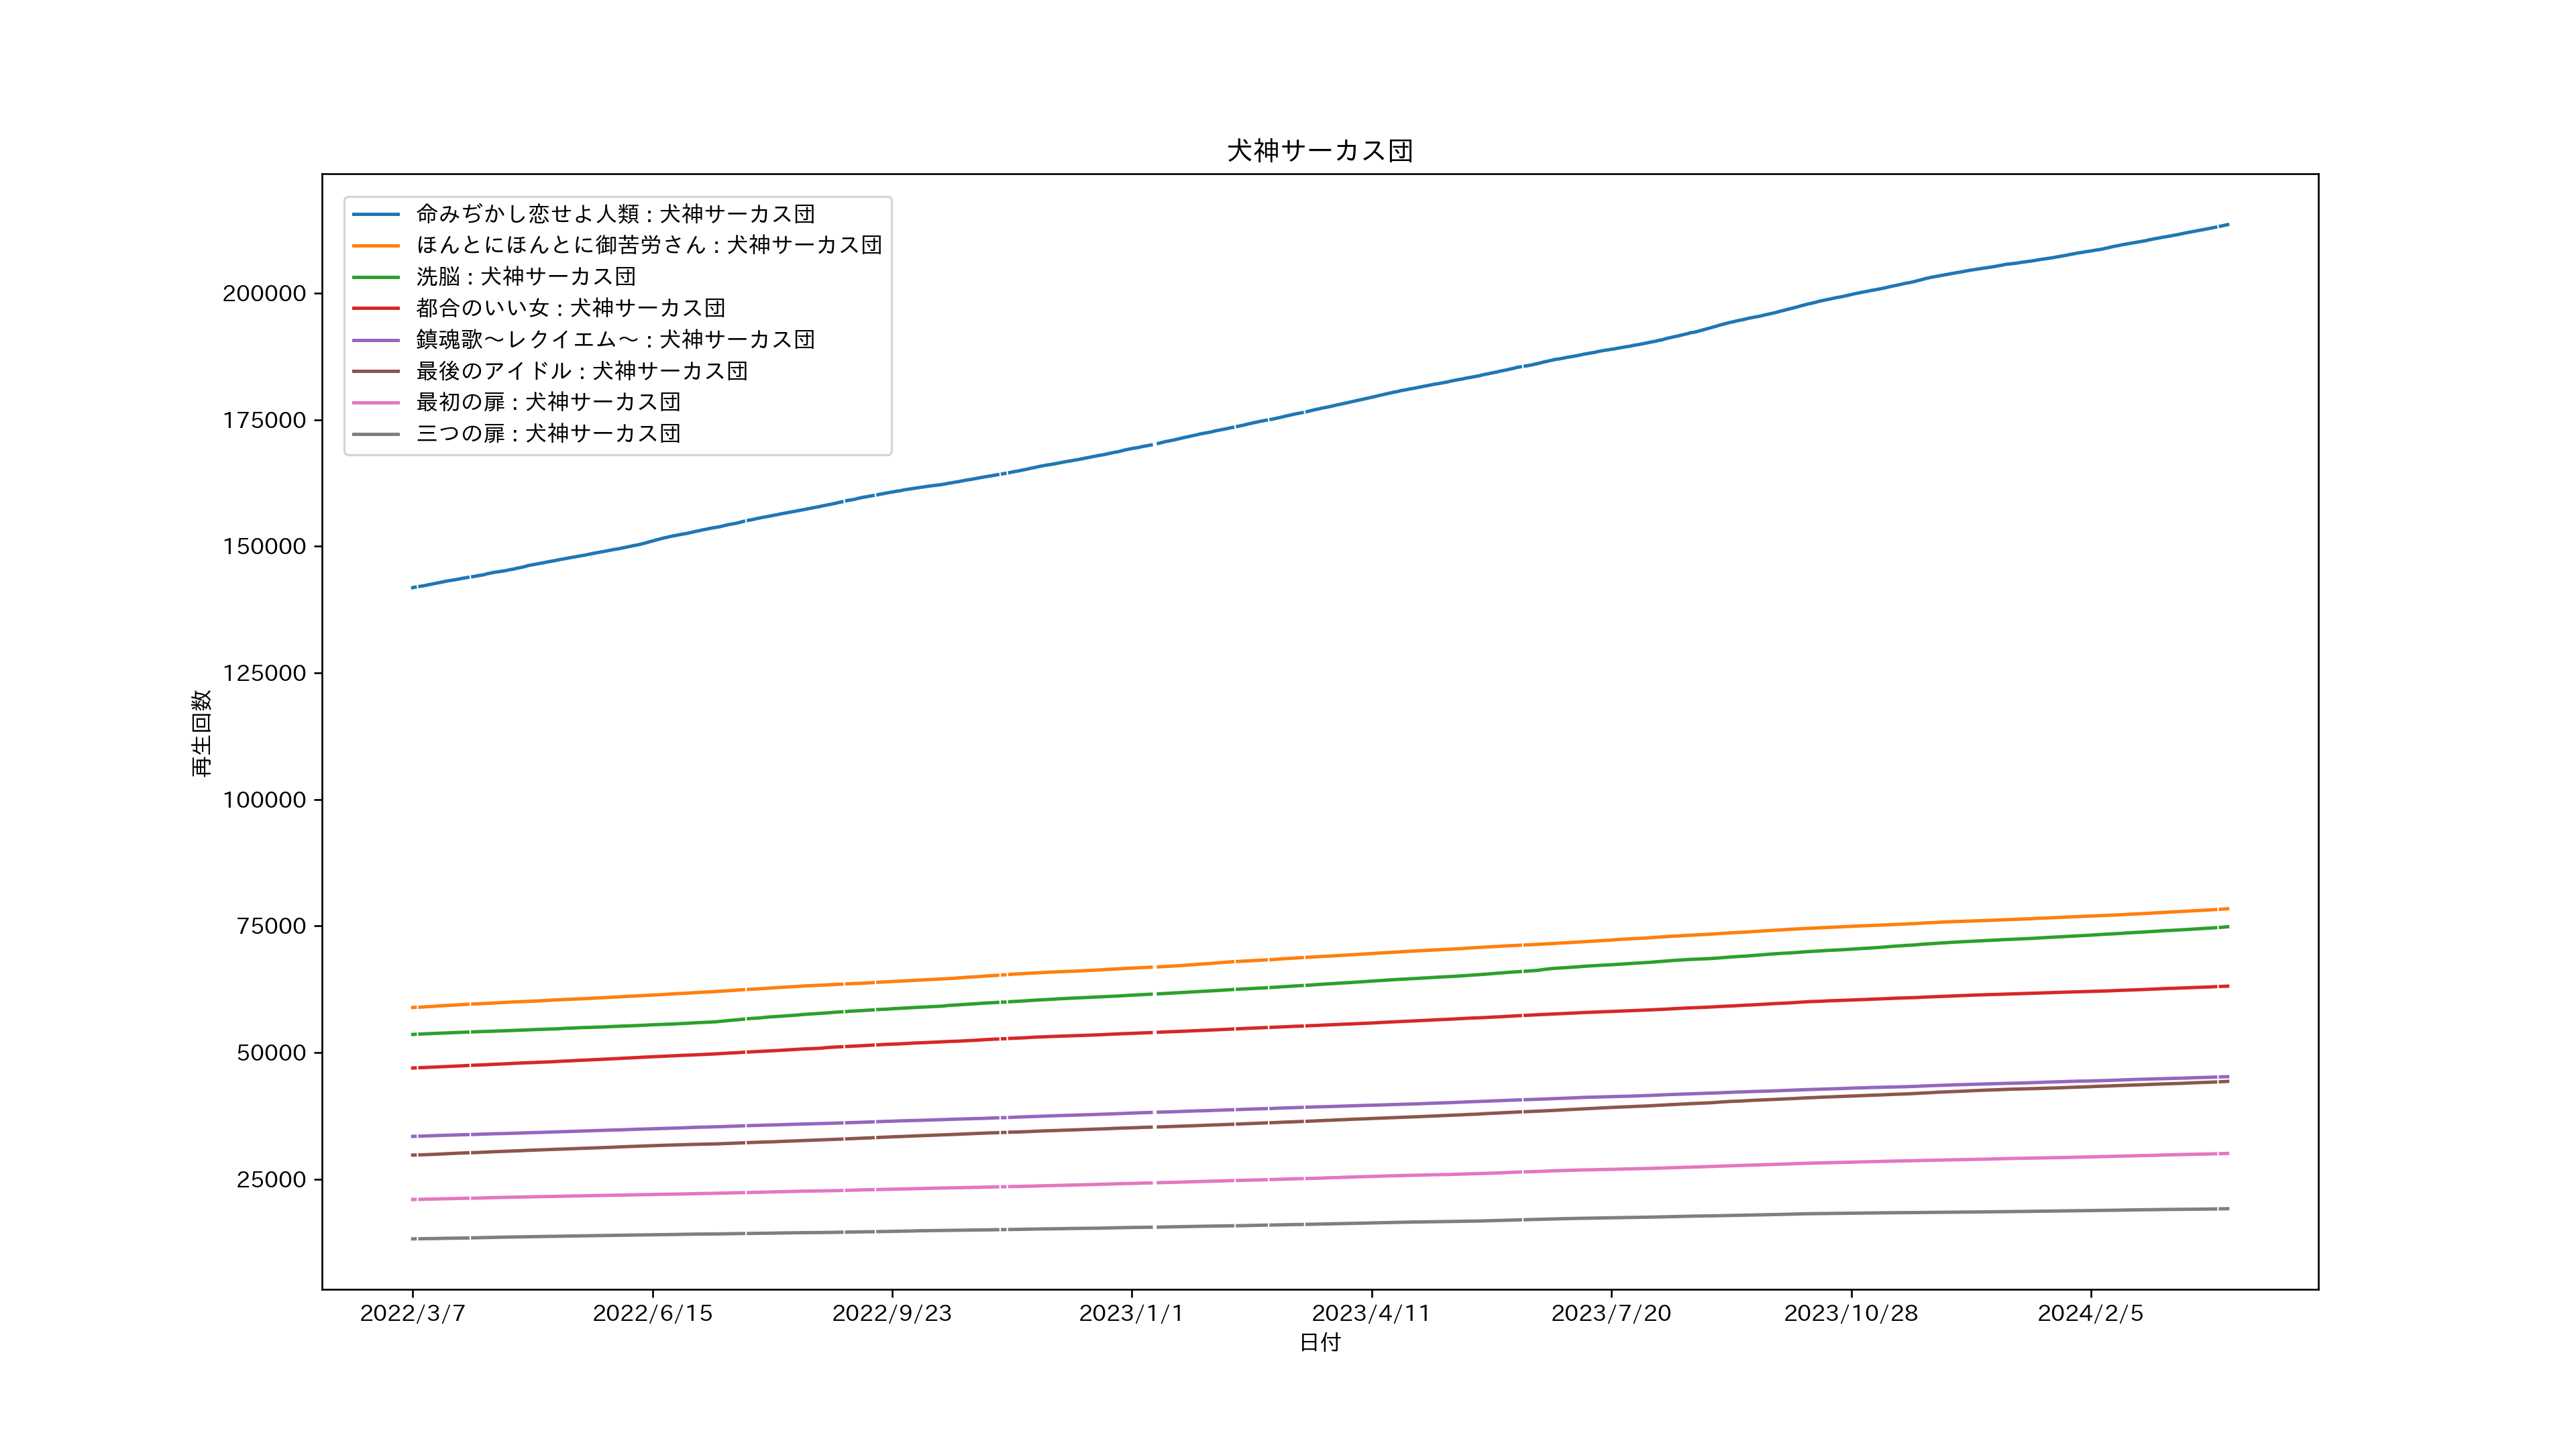 犬神サーカス団
命みぢかし恋せよ人類 : 犬神サーカス団
ほんとにほんとに御苦労さん : 犬神サーカス団
洗脳 : 犬神サーカス団
都合のいい女 : 犬神サーカス団
鎮魂歌〜レクイエム〜 : 犬神サーカス団
最後のアイドル : 犬神サーカス団
最初の扉 : 犬神サーカス団
三つの扉 : 犬神サーカス団
200000
175000
150000
125000
100000
75000
50000
25000
再生回数
2022/3/7 2022/6/15 2022/9/23 2023/1/1 2023/4/11 2023/7/20 2023/10/28 2024/2/5
日付